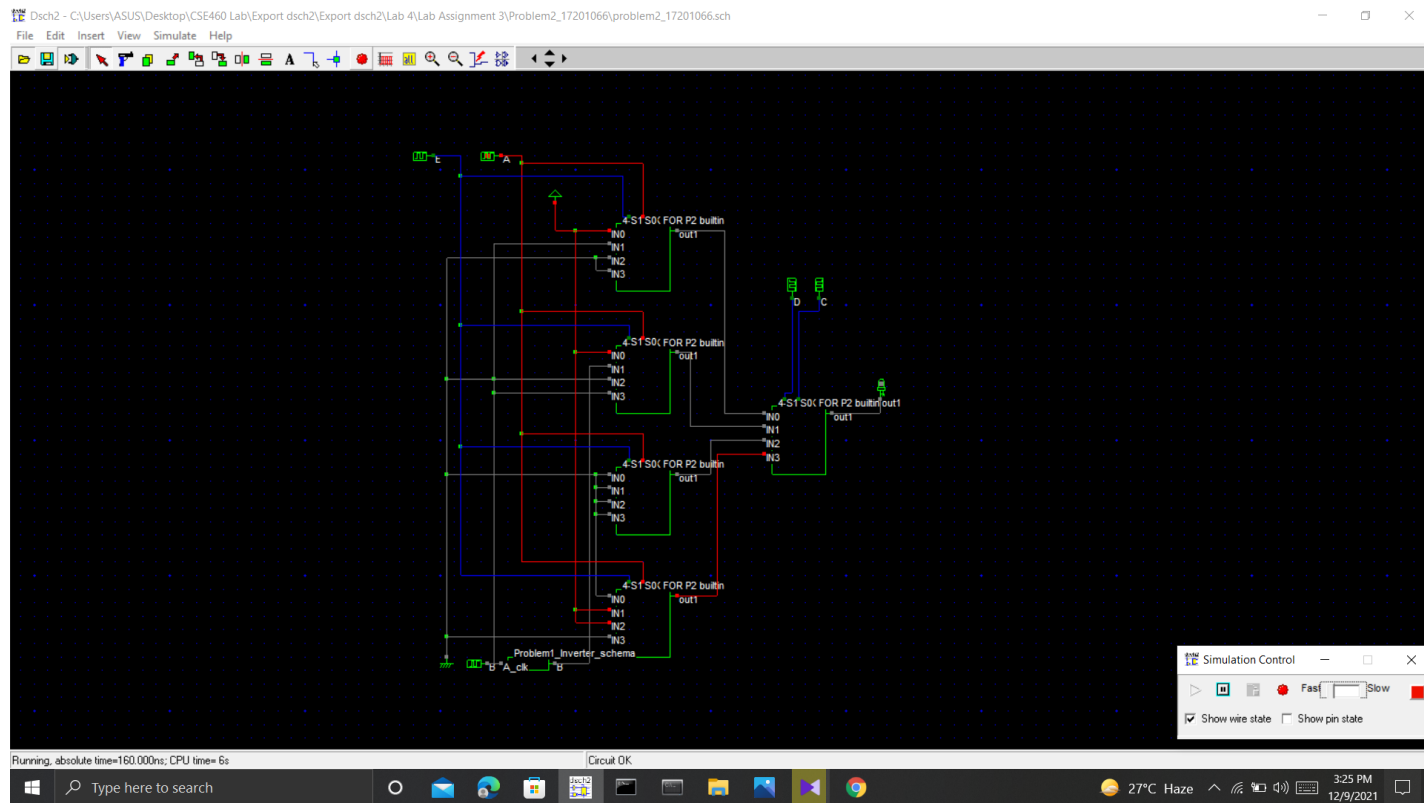 Dsch2 - C:\Users\ASUS\Desktop\CSE460 Lab\Export dsch2\Export dsch2\Lab 4\Lab Assignment 3\Problem2_17201066\problem2_17201066.sch
File Edit Insert View Simulate Help
A
E A
4-S1 S0( FOR P2 builtin
IN0 out1
IN1
IN2
IN3
D C
4-S1 S0( FOR P2 builtin
IN0 out1
IN1
IN2
IN3
4-S1 S0( FOR P2 builtin out1
IN0 out1
IN1
IN2
IN3
4-S1 S0( FOR P2 builtin
IN0 out1
IN1
IN2
IN3
4-S1 S0( FOR P2 builtin
IN0 out1
IN1
IN2
IN3
Problem1_Inverter_schema
B A_clk B
Simulation Control
Fast Slow
Show wire state Show pin state
Running, absolute time=160.000ns; CPU time= 6s Circuit OK
Type here to search
dsch2
27°C Haze
3:25 PM
12/9/2021